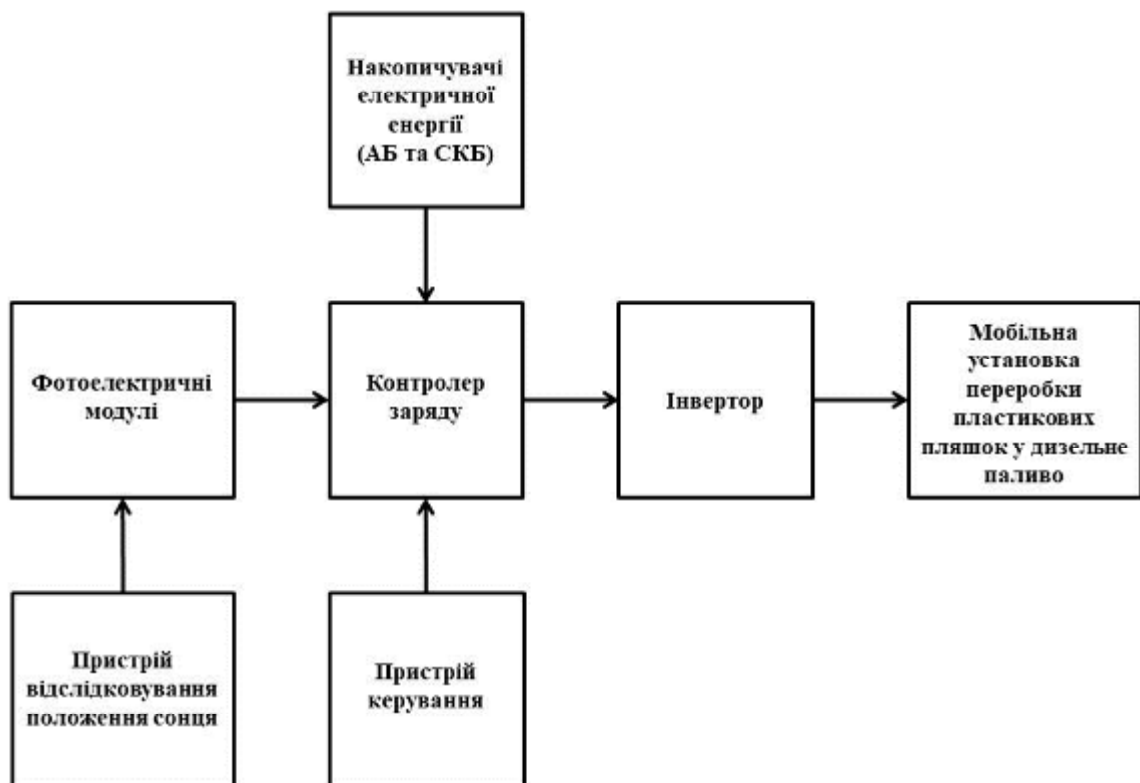 Накопичувачі
електричної
енергії
(АБ та СКБ)
Фотоелектричні
модулі
Контролер
заряду
Інвертор
Мобільна
установка
переробки
пластикових
пляшок у дизельне
паливо
Пристрій
відслідковування
положення сонця
Пристрій
керування